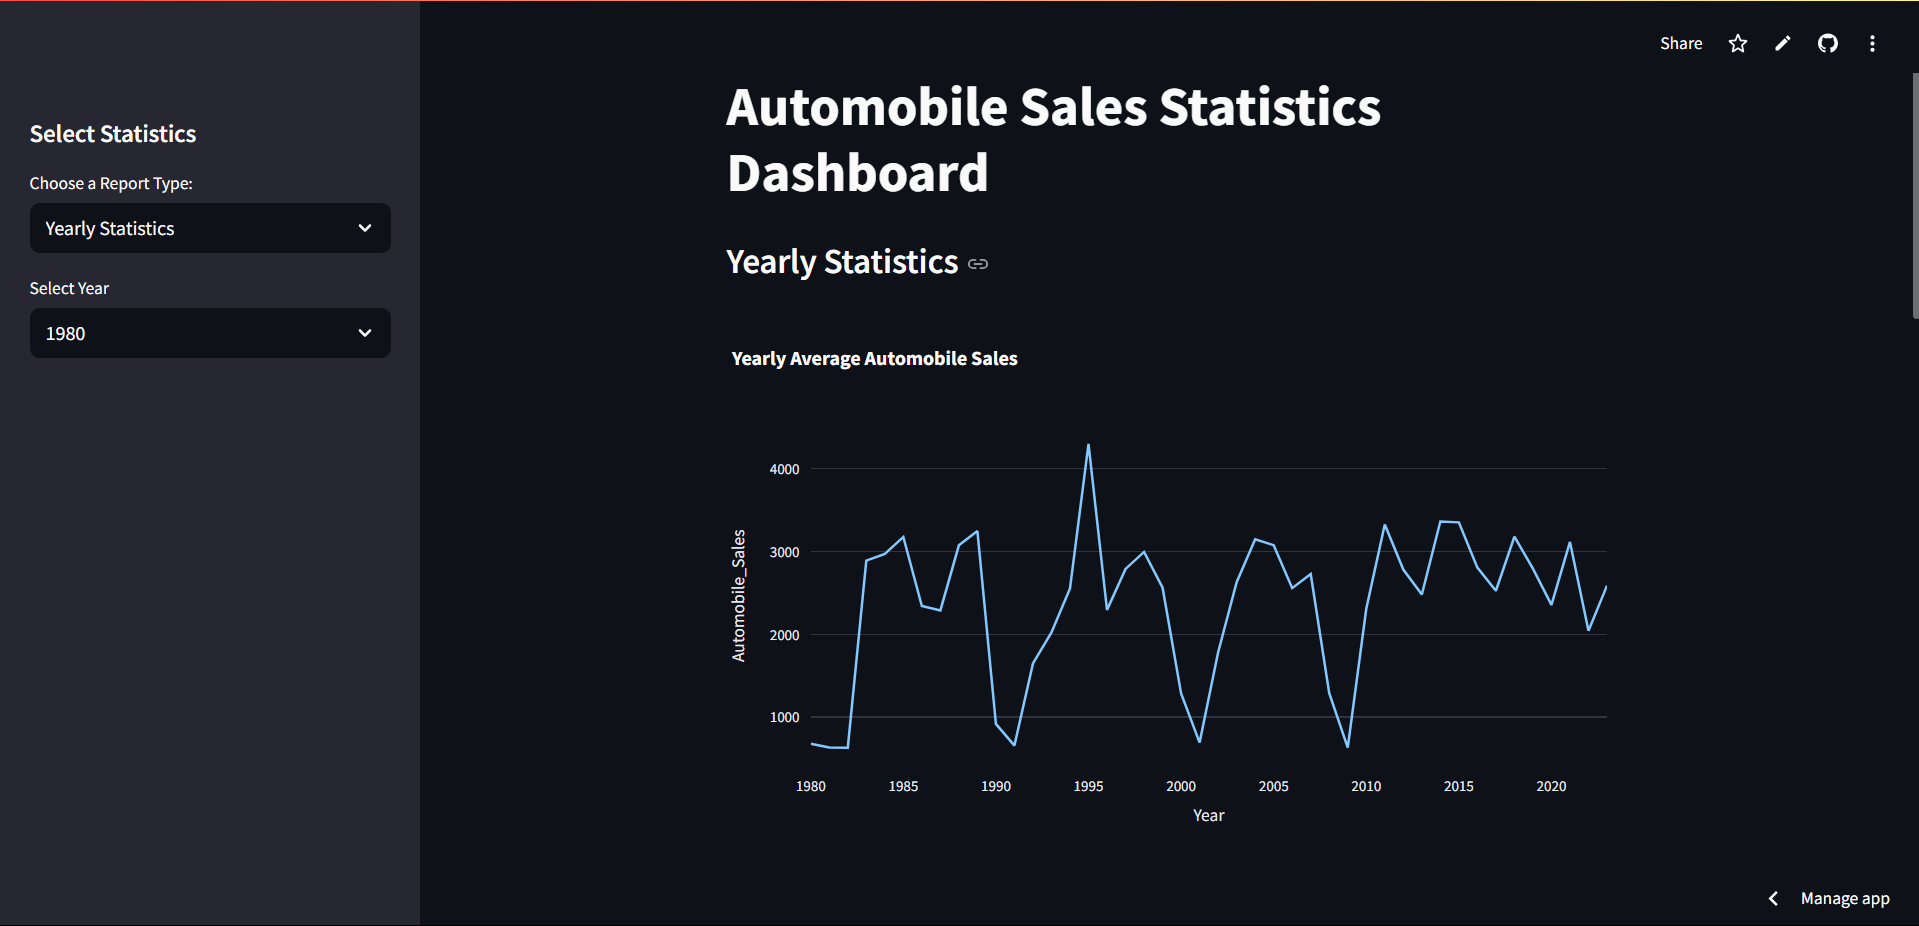 Share
Select Statistics
Choose a Report Type:
Yearly Statistics
Select Year
1980
Automobile Sales Statistics
Dashboard
Yearly Statistics
Yearly Average Automobile Sales
Automobile_Sales
4000
3000
2000
1000
1980 1985 1990 1995 2000 2005 2010 2015 2020
Year
Manage app